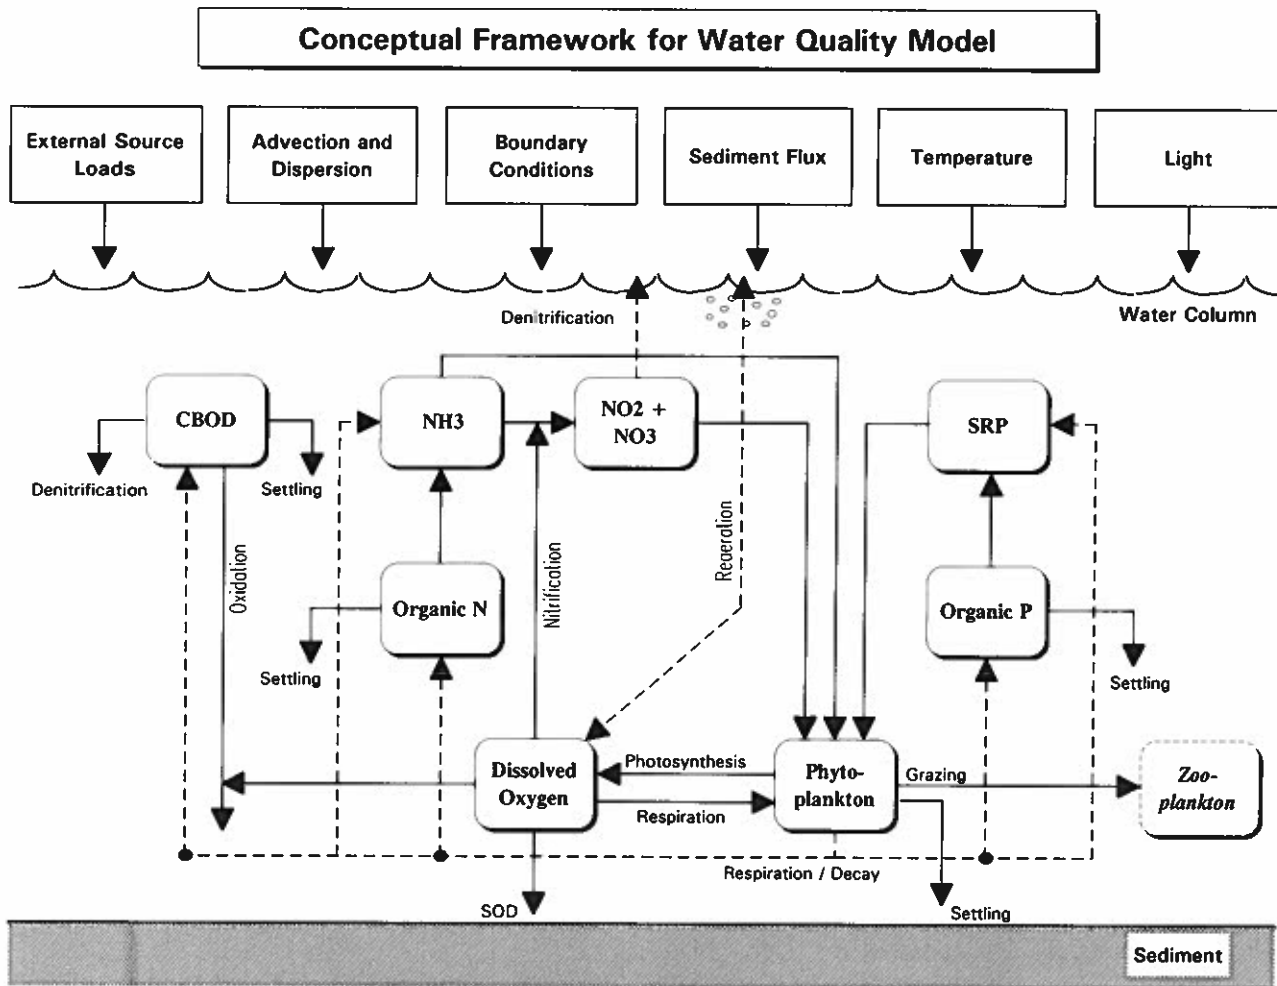 Conceptual Framework for Water Quality Model
External Source
Loads
Advection and
Dispersion
Boundary
Conditions
Sediment Flux
Temperature
Light
Denitrification
Water Column
CBOD
NH3
NO2 +
NO3
SRP
Denitrification
Settling
Oxidation
Nitrification
Reaeration
Organic N
Organic P
Settling
Settling
Dissolved
Oxygen
Photosynthesis
Respiration
Phyto-
plankton
Grazing
Zoo-
plankton
Respiration / Decay
SOD
Settling
Sediment